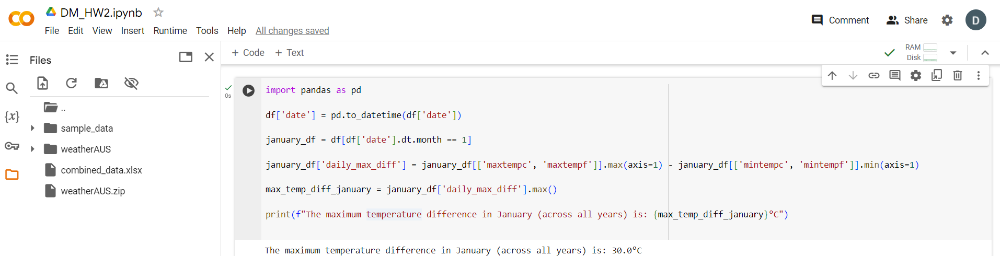 DM_HW2.ipynb
File Edit View Insert Runtime Tools Help All changes saved
Comment Share D
Files
+ Code + Text
RAM
Disk
..
sample_data
weatherAUS
combined_data.xlsx
weatherAUS.zip
{x}
0s
import pandas as pd
df['date'] = pd.to_datetime(df['date'])
january_df = df[df['date'].dt.month == 1]
january_df['daily_max_diff'] = january_df[['maxtempc', 'maxtempf']].max(axis=1) - january_df[['mintempc', 'mintempf']].min(axis=1)
max_temp_diff_january = january_df['daily_max_diff'].max()
print(f"The maximum temperature difference in January (across all years) is: {max_temp_diff_january}°C")
The maximum temperature difference in January (across all years) is: 30.0°C